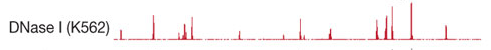 DNase I (K562)